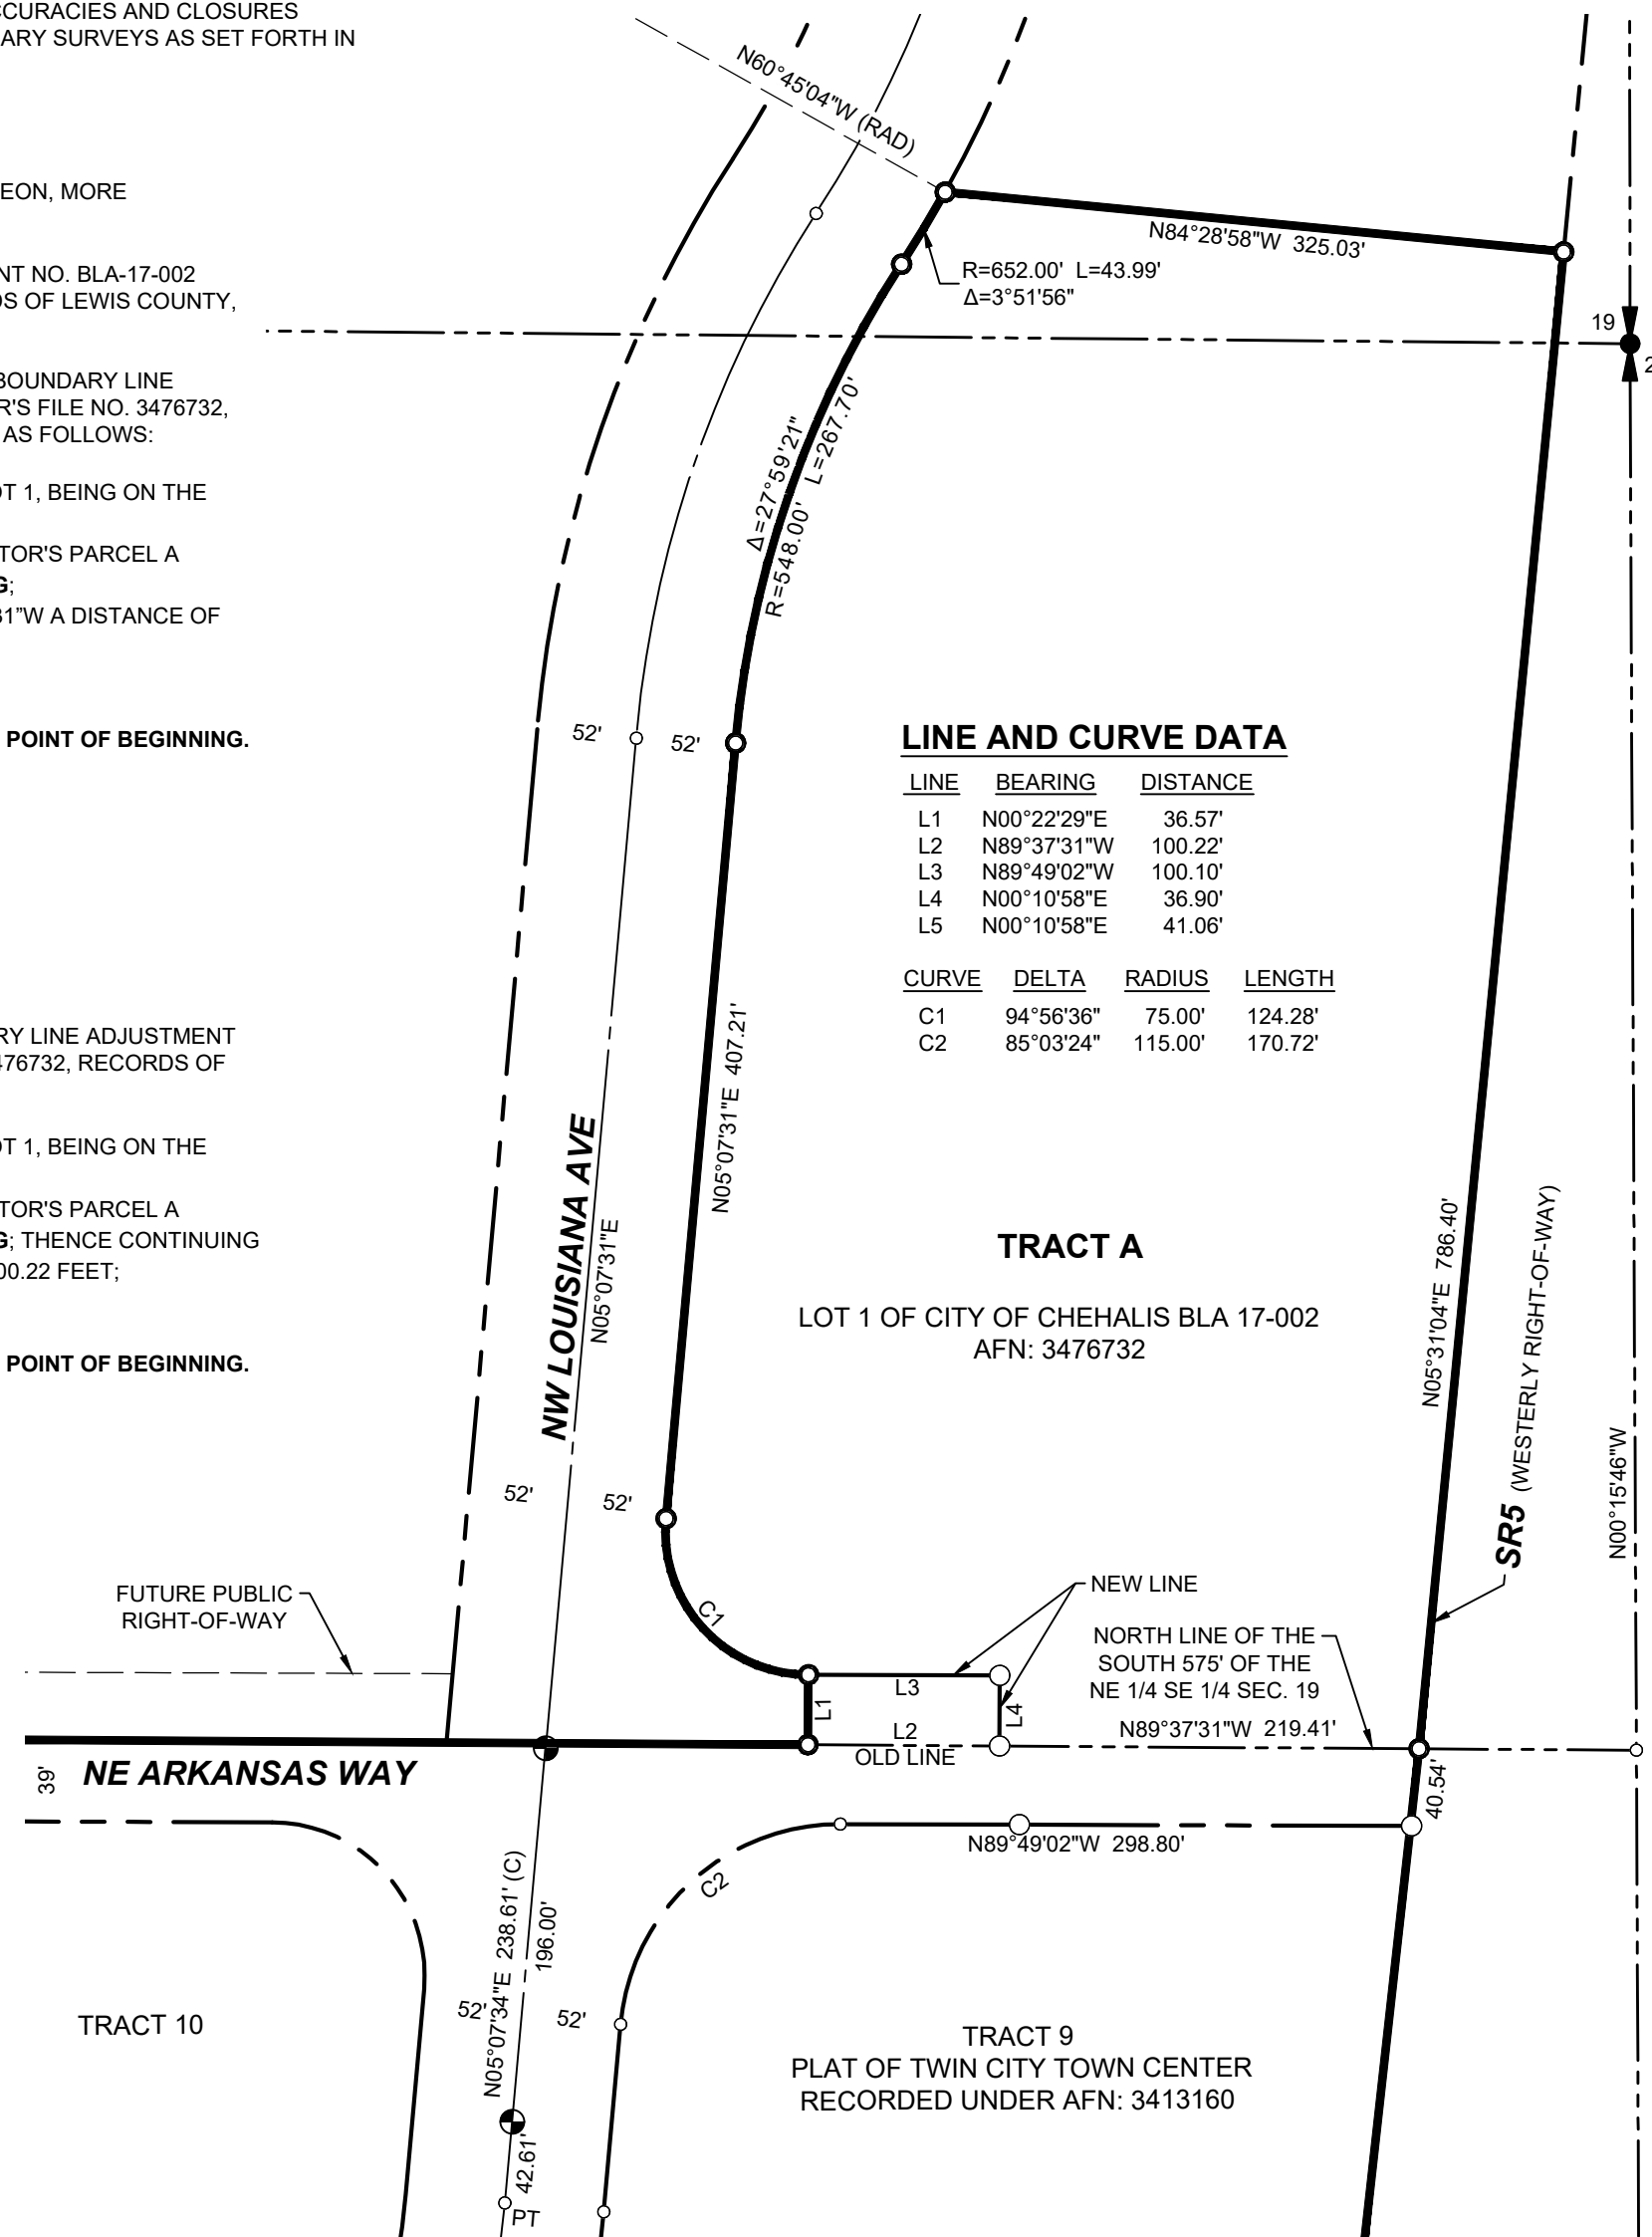 CCURACIES AND CLOSURES
ARY SURVEYS AS SET FORTH IN
EON, MORE
NT NO. BLA-17-002
DS OF LEWIS COUNTY,
BOUNDARY LINE
R'S FILE NO. 3476732,
AS FOLLOWS:
OT 1, BEING ON THE
TOR'S PARCEL A
G;
31"W A DISTANCE OF
POINT OF BEGINNING.
RY LINE ADJUSTMENT
476732, RECORDS OF
OT 1, BEING ON THE
TOR'S PARCEL A
G; THENCE CONTINUING
00.22 FEET;
POINT OF BEGINNING.
N60°45'04"W (RAD)
N84°28'58"W 325.03'
R=652.00' L=43.99'
Δ=3°51'56"
19
2
Δ=27°59'21"
R=548.00' L=267.70'
52'
52'
LINE AND CURVE DATA
LINE BEARING DISTANCE
L1 N00°22'29"E 36.57'
L2 N89°37'31"W 100.22'
L3 N89°49'02"W 100.10'
L4 N00°10'58"E 36.90'
L5 N00°10'58"E 41.06'
CURVE DELTA RADIUS LENGTH
C1 94°56'36" 75.00' 124.28'
C2 85°03'24" 115.00' 170.72'
N05°07'31"E 407.21'
NW LOUISIANA AVE
N05°07'31"E
TRACT A
LOT 1 OF CITY OF CHEHALIS BLA 17-002
AFN: 3476732
N05°31'04"E 786.40'
SR5 (WESTERLY RIGHT-OF-WAY)
N00°15'46"W
52'
52'
FUTURE PUBLIC
RIGHT-OF-WAY
C1
NEW LINE
L3
L1
L4
L2
OLD LINE
NORTH LINE OF THE
SOUTH 575' OF THE
NE 1/4 SE 1/4 SEC. 19
N89°37'31"W 219.41'
39'
NE ARKANSAS WAY
40.54'
N89°49'02"W 298.80'
C2
N05°07'34"E 238.61' (C)
196.00'
52'
52'
TRACT 10
TRACT 9
PLAT OF TWIN CITY TOWN CENTER
RECORDED UNDER AFN: 3413160
42.61'
PT